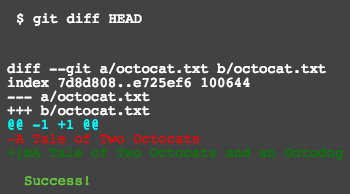 $ git diff HEAD
diff --git a/octocat.txt b/octocat.txt
index 7d8d808..e725ef6 100644
--- a/octocat.txt
+++ b/octocat.txt
@@ -1 +1 @@
-A Tale of Two Octocats
A Tale of Two Octocats and an Octodog
Success!